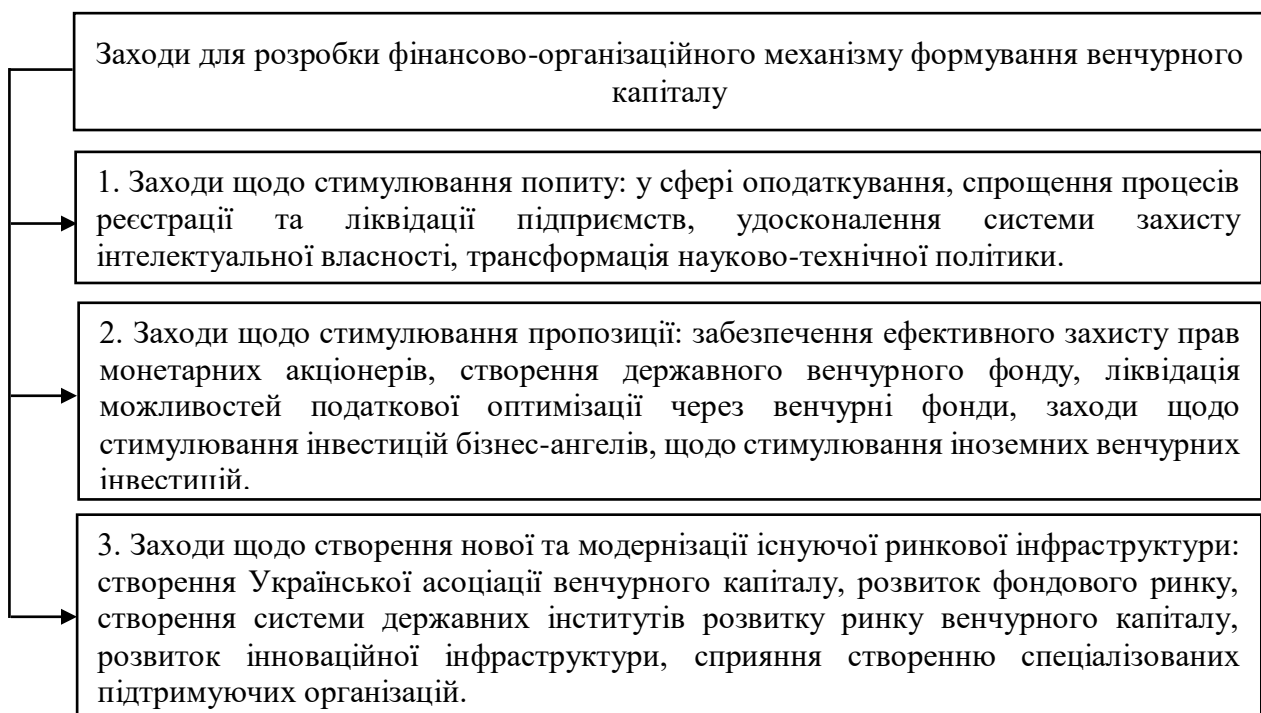 Заходи для розробки фінансово-організаційного механізму формування венчурного
капіталу
1. Заходи щодо стимулювання попиту: у сфері оподаткування, спрощення процесів
реєстрації та ліквідації підприємств, удосконалення системи захисту
інтелектуальної власності, трансформація науково-технічної політики.
2. Заходи щодо стимулювання пропозиції: забезпечення ефективного захисту прав
монетарних акціонерів, створення державного венчурного фонду, ліквідація
можливостей податкової оптимізації через венчурні фонди, заходи щодо
стимулювання інвестицій бізнес-ангелів, щодо стимулювання іноземних венчурних
інвестицій.
3. Заходи щодо створення нової та модернізації існуючої ринкової інфраструктури:
створення Української асоціації венчурного капіталу, розвиток фондового ринку,
створення системи державних інститутів розвитку ринку венчурного капіталу,
розвиток інноваційної інфраструктури, сприяння створенню спеціалізованих
підтримуючих організацій.